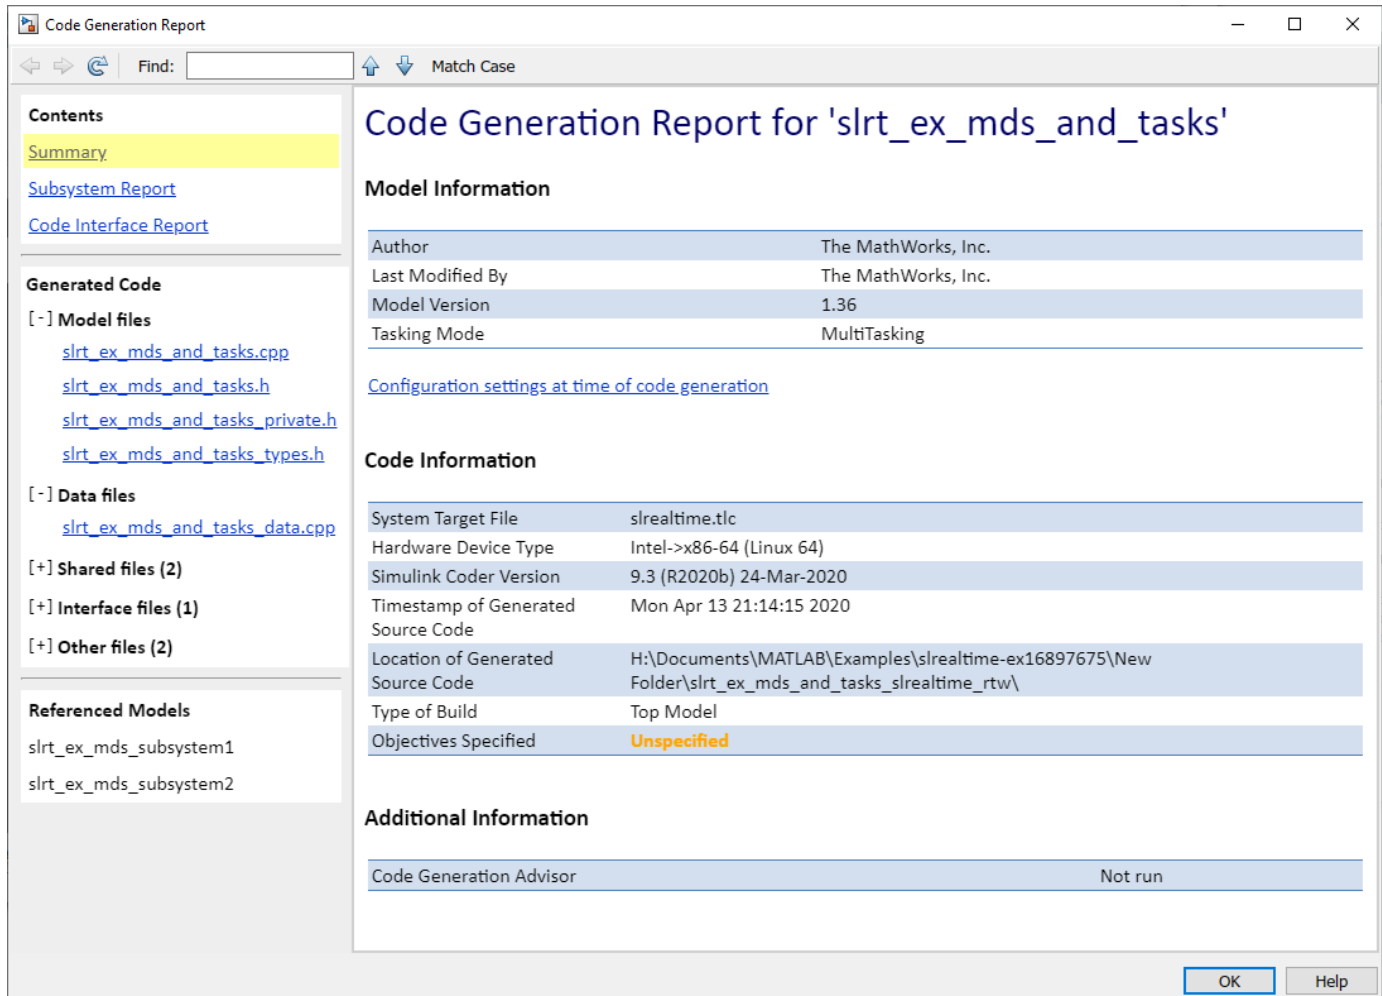 Code Generation Report
Find:
Match Case
Contents
Summary
Subsystem Report
Code Interface Report
Generated Code
[-] Model files
slrt_ex_mds_and_tasks.cpp
slrt_ex_mds_and_tasks.h
slrt_ex_mds_and_tasks_private.h
slrt_ex_mds_and_tasks_types.h
[-] Data files
slrt_ex_mds_and_tasks_data.cpp
[+] Shared files (2)
[+] Interface files (1)
[+] Other files (2)
Referenced Models
slrt_ex_mds_subsystem1
slrt_ex_mds_subsystem2
Code Generation Report for 'slrt_ex_mds_and_tasks'
Model Information
Author The MathWorks, Inc.
Last Modified By The MathWorks, Inc.
Model Version 1.36
Tasking Mode MultiTasking
Configuration settings at time of code generation
Code Information
System Target File slrealtime.tlc
Hardware Device Type Intel->x86-64 (Linux 64)
Simulink Coder Version 9.3 (R2020b) 24-Mar-2020
Timestamp of Generated Mon Apr 13 21:14:15 2020
Source Code
Location of Generated H:\Documents\MATLAB\Examples\slrealtime-ex16897675\New
Source Code Folder\slrt_ex_mds_and_tasks_slrealtime_rtw\
Type of Build Top Model
Objectives Specified Unspecified
Additional Information
Code Generation Advisor Not run
OK
Help